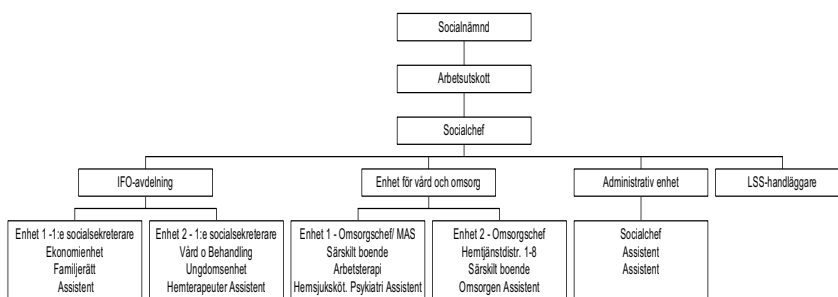 Socialnämnd
Arbetsutskott
Socialchef
IFO-avdelning
Enhet för vård och omsorg
Administrativ enhet
LSS-handläggare
Enhet 1 -1:e socialsekreterare
Ekonomienhet
Familjerätt
Assistent
Enhet 2 - 1:e socialsekreterare
Vård o Behandling
Ungdomsenhet
Hemterapeuter Assistent
Enhet 1 - Omsorgschef/ MAS
Särskilt boende
Arbetsterapi
Hemsjuksköt. Psykiatri Assistent
Enhet 2 - Omsorgschef
Hemtjänstdistr. 1-8
Särskilt boende
Omsorgen Assistent
Socialchef
Assistent
Assistent